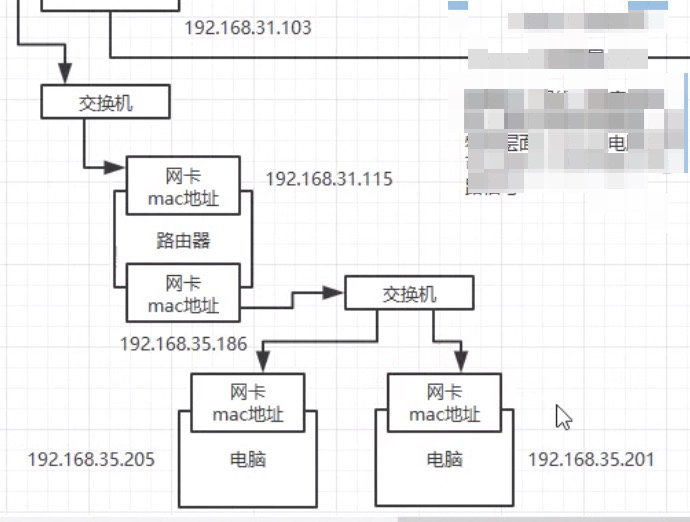 192.168.31.103
交换机
网卡
mac地址
192.168.31.115
路由器
网卡
mac地址
交换机
192.168.35.186
网卡
mac地址
网卡
mac地址
192.168.35.205
电脑
电脑
192.168.35.201
层面